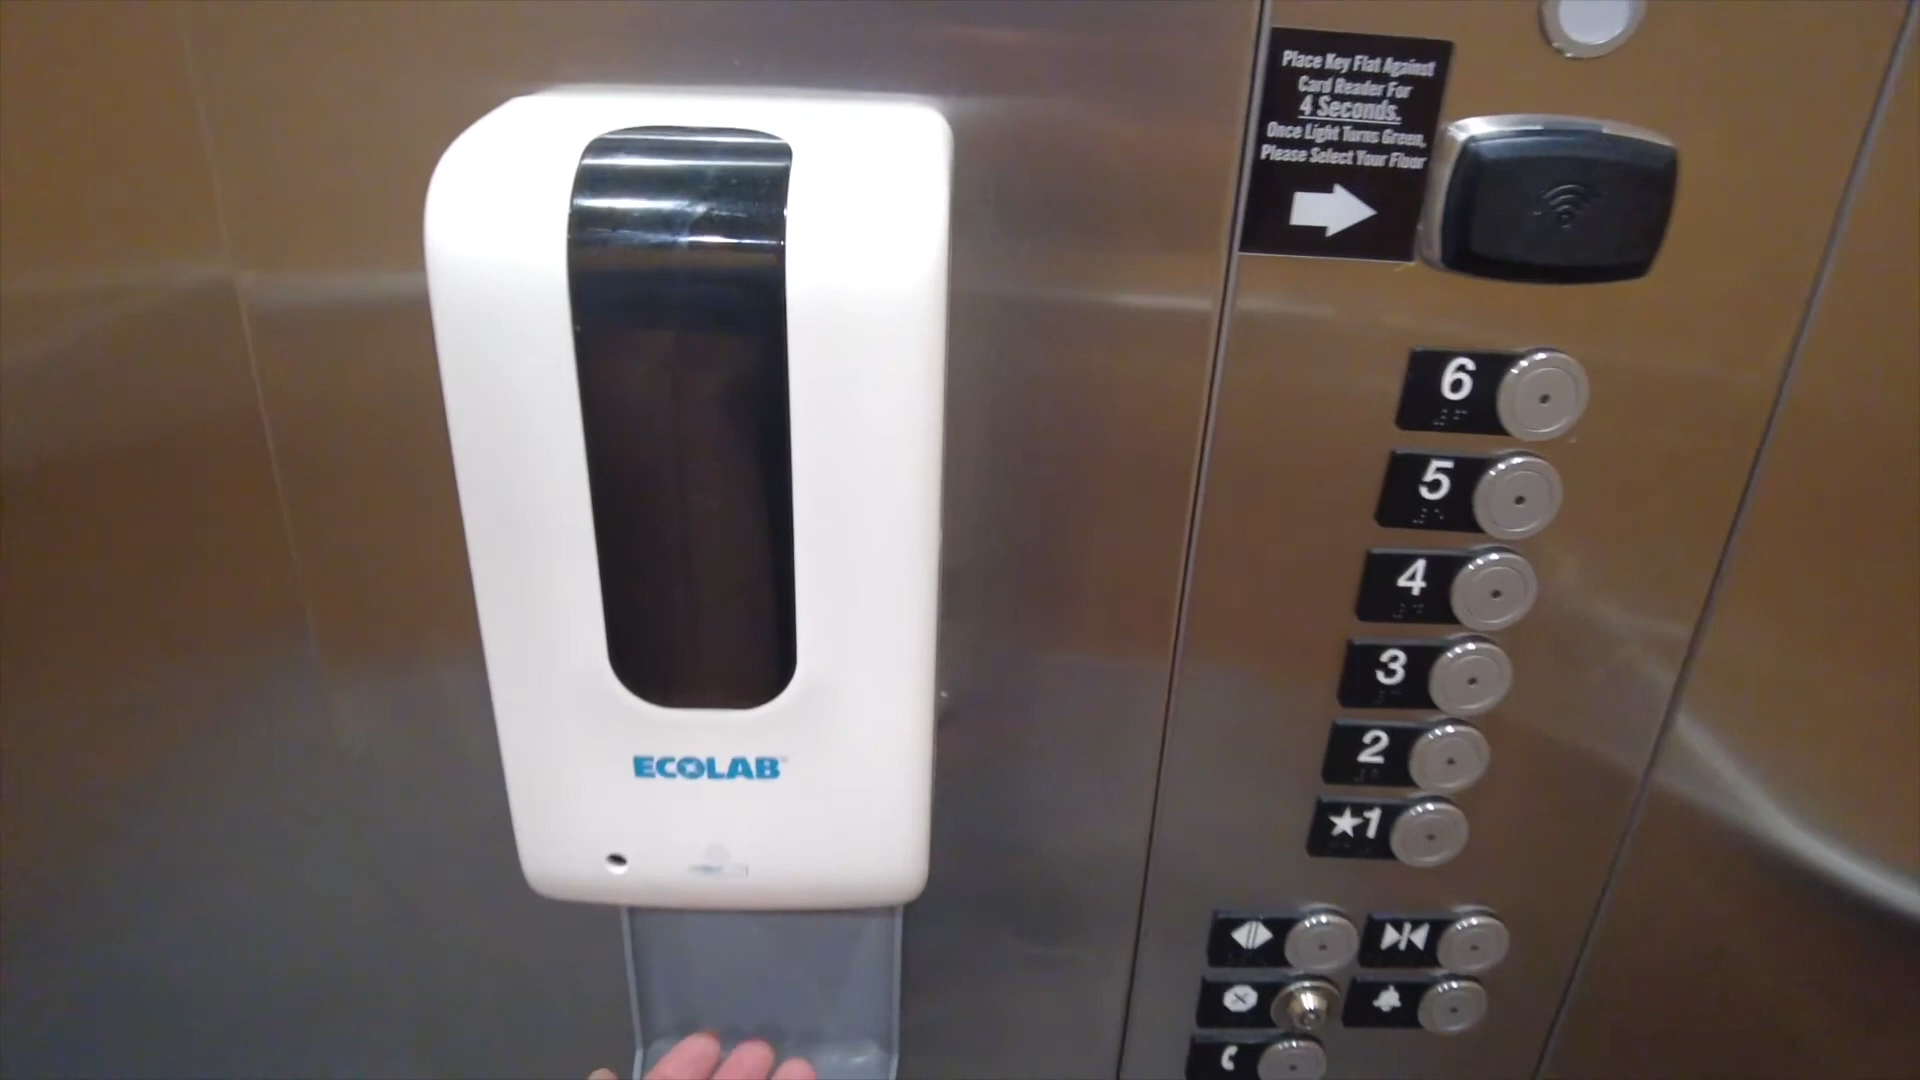 Place Key Flat Against
Card Reader For
4 Seconds.
Once Light Turns Green,
Please Select Your Floor
6
5
4
3
2
★1
ECOLAB